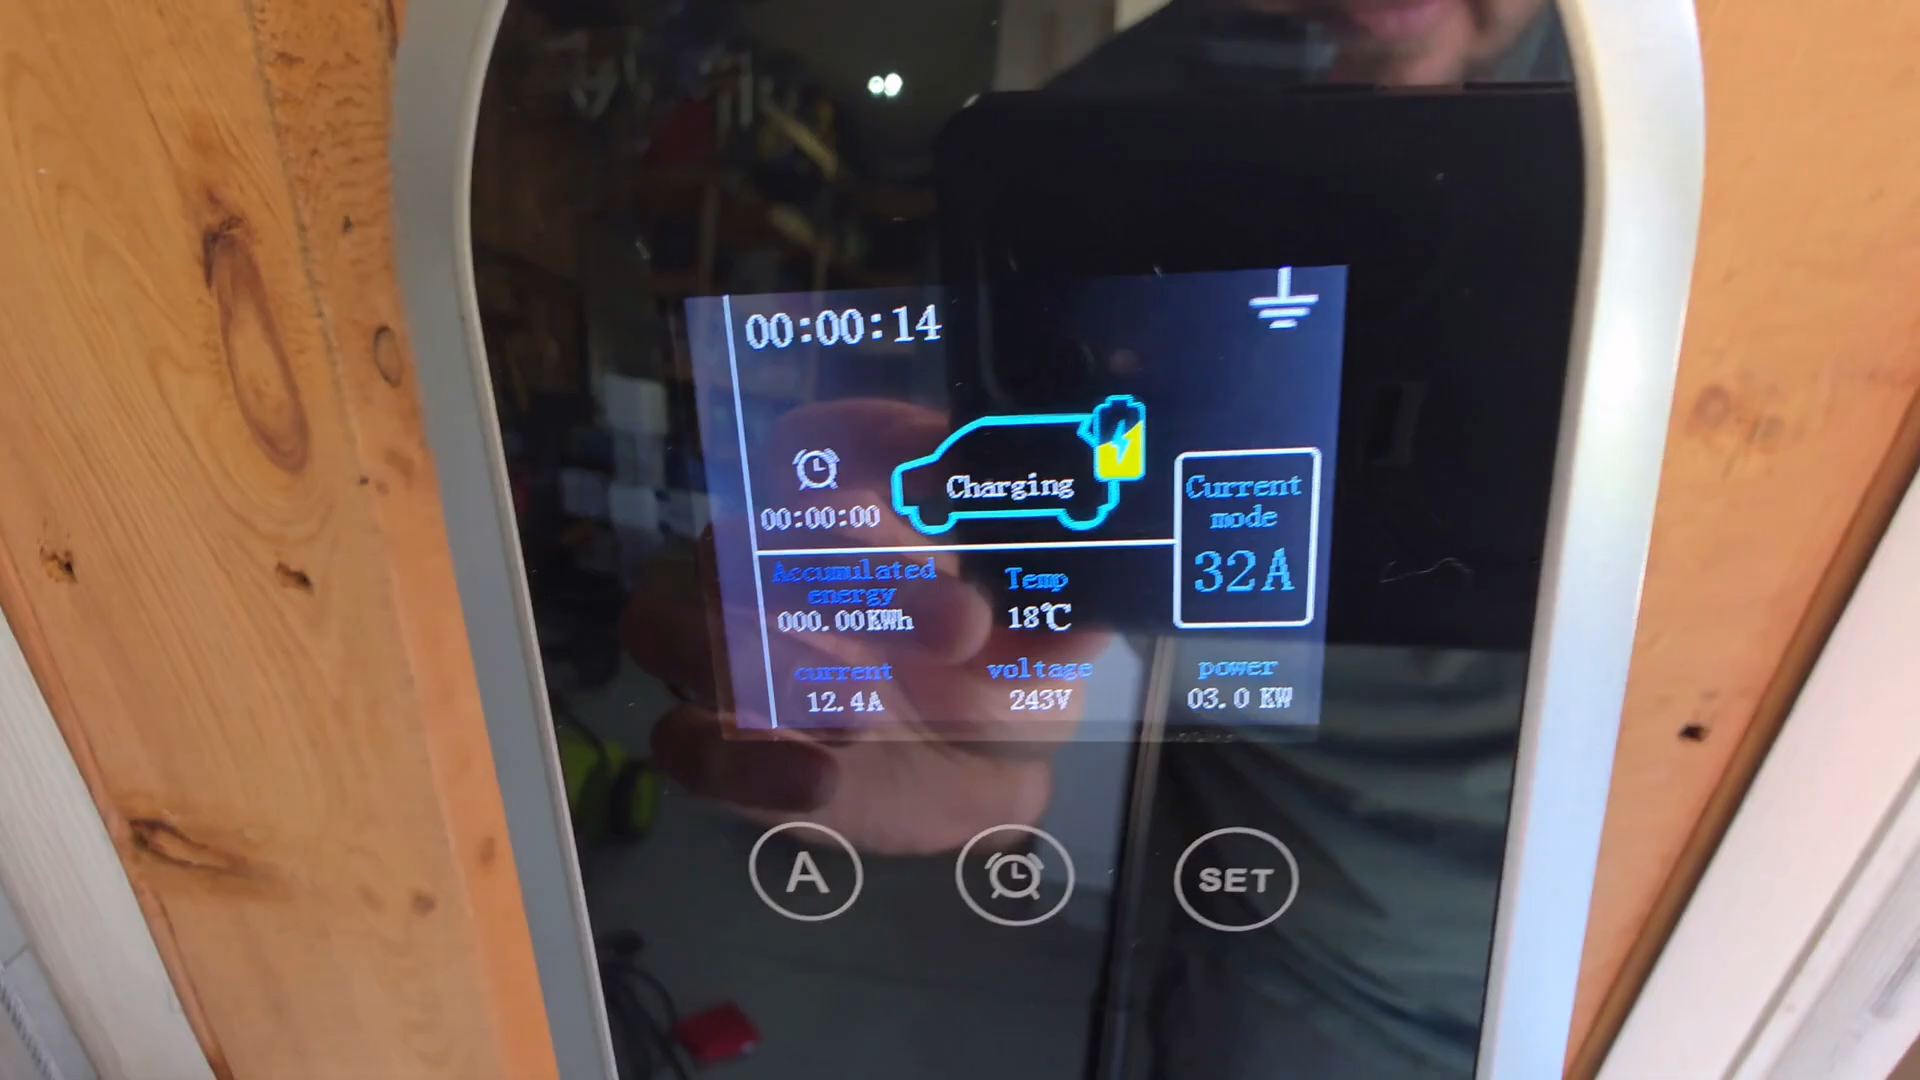 00:00:14
Charging
00:00:00
Current
mode
32A
Accumulated
energy
000.00KWh
Temp
18℃
current
12.4A
voltage
243V
power
03.0 KW
A
SET